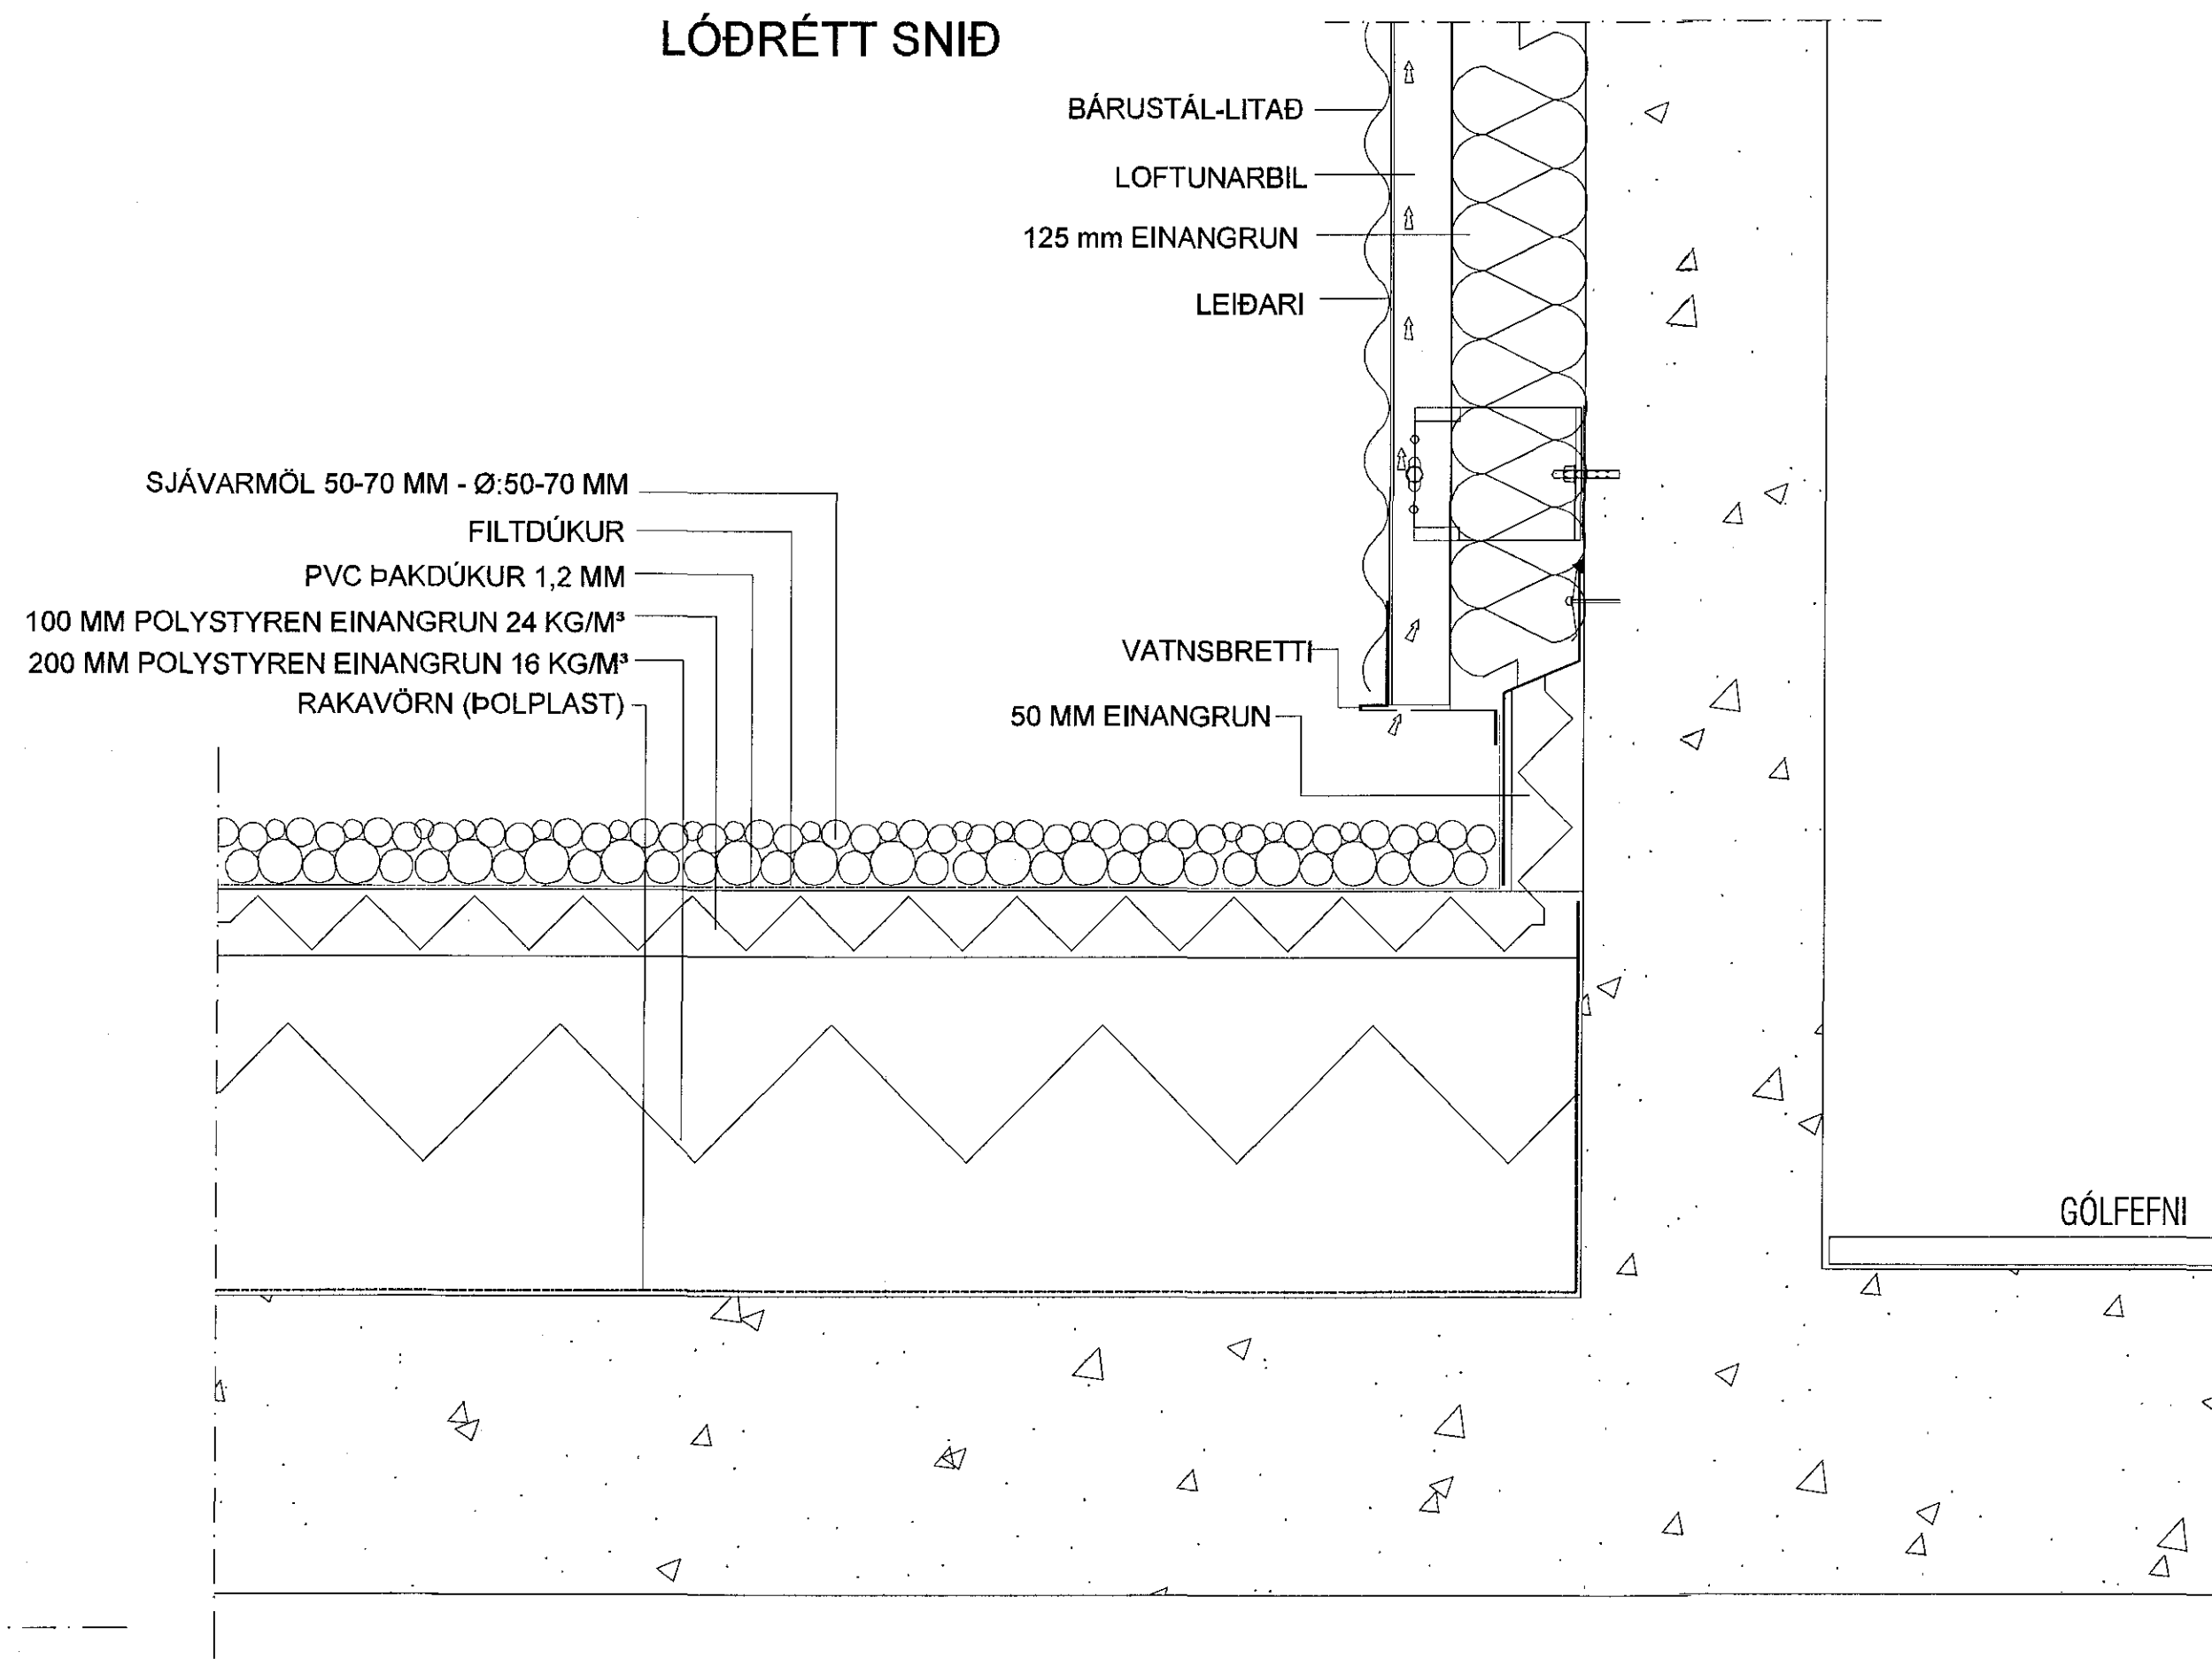 LÓÐRÉTT SNIÐ
BÁRUSTÁL-LITAÐ
LOFTUNARBIL
125 mm EINANGRUN
LEIÐARI
SJÁVARMÖL 50-70 MM - Ø:50-70 MM
FILTDÚKUR
PVC ÞAKDÚKUR 1,2 MM
100 MM POLYSTYREN EINANGRUN 24 KG/M³
200 MM POLYSTYREN EINANGRUN 16 KG/M³
RAKAVÖRN (ÞOLPLAST)
VATNSBRETTI
50 MM EINANGRUN
GÓLFEFNI